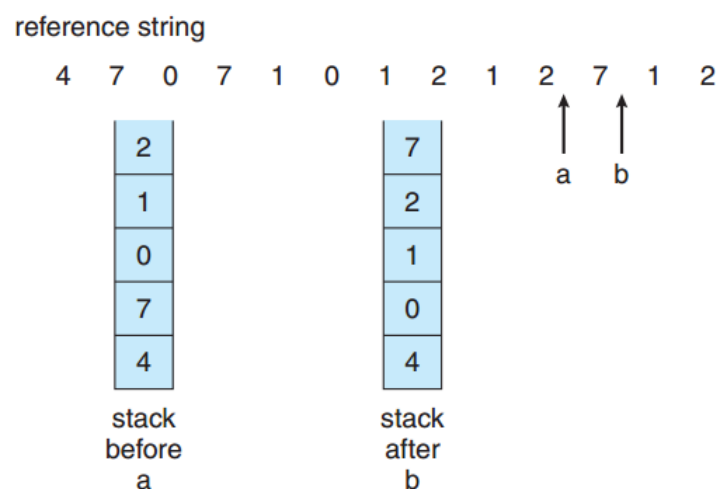 reference string
4 7 0 7 1 0 1 2 1 2 7 1 2
a b
2
1
0
7
4
stack
before
a
7
2
1
0
4
stack
after
b